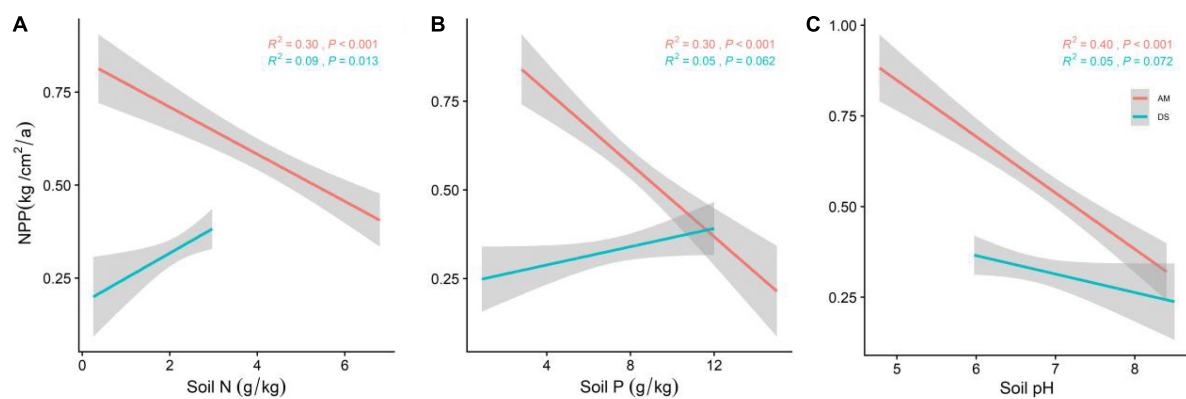 A
R² = 0.30 , P < 0.001
R² = 0.09 , P = 0.013
NPP(kg /cm²/a)
0.75
0.50
0.25
0
2
4
6
Soil N (g/kg)
B
R² = 0.30 , P < 0.001
R² = 0.05 , P = 0.062
0.75
0.50
0.25
4
8
12
Soil P (g/kg)
C
1.00
R² = 0.40 , P < 0.001
R² = 0.05 , P = 0.072
AM
DS
0.75
0.50
0.25
5
6
7
8
Soil pH